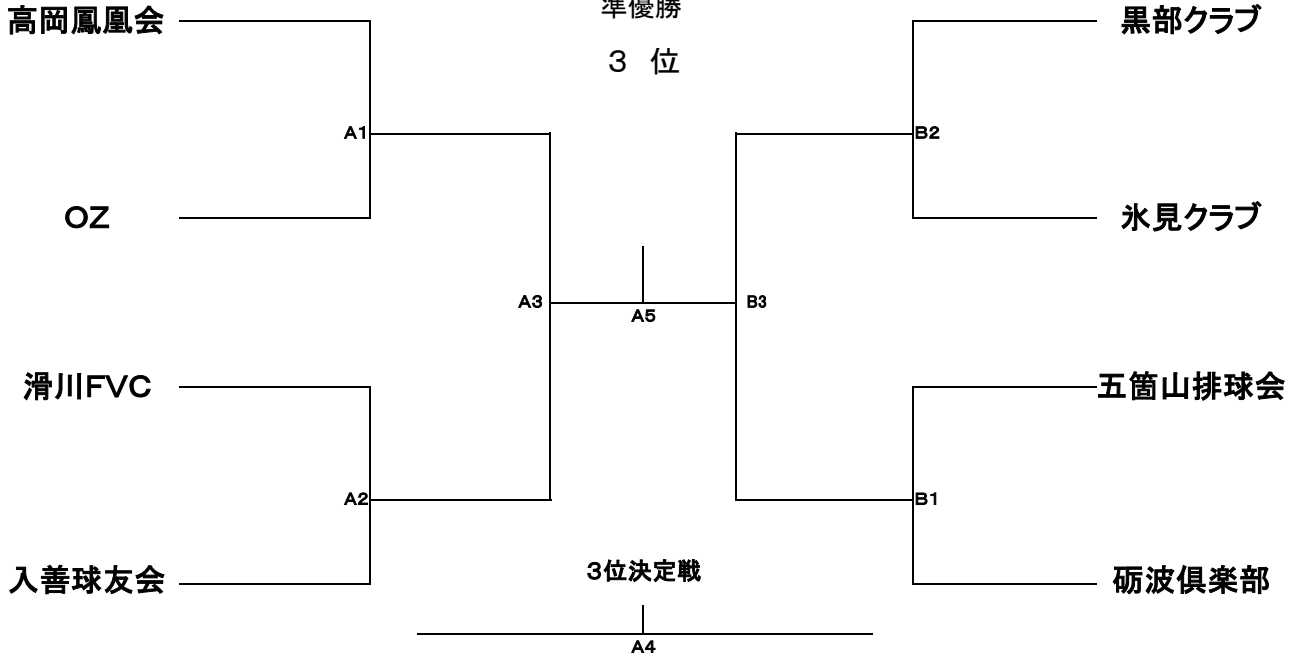 準優勝
高岡鳳凰会
黒部クラブ
３ 位
A1
B2
OZ
氷見クラブ
A3
B3
A5
滑川FVC
五箇山排球会
A2
B1
３位決定戦
入善球友会
砺波倶楽部
A4